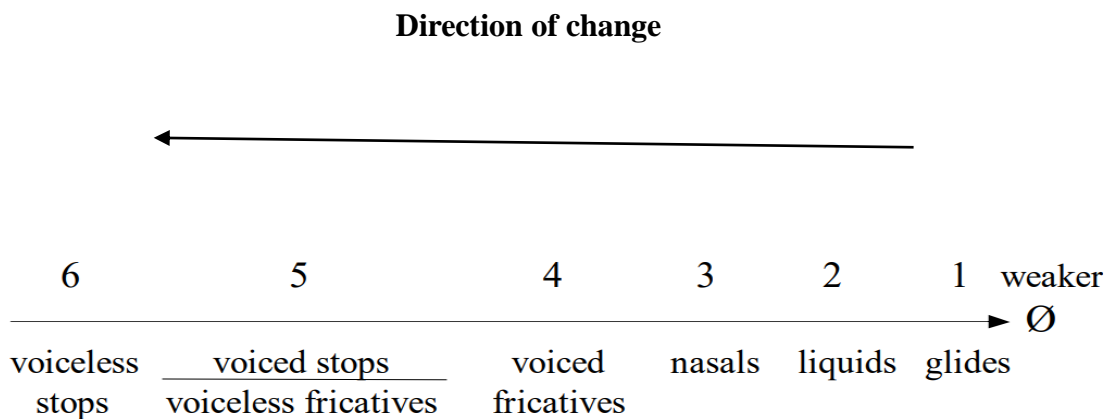 Direction of change
6 5 4 3 2 1 weaker
Ø
voiceless voiced stops voiced nasals liquids glides
stops voiceless fricatives fricatives